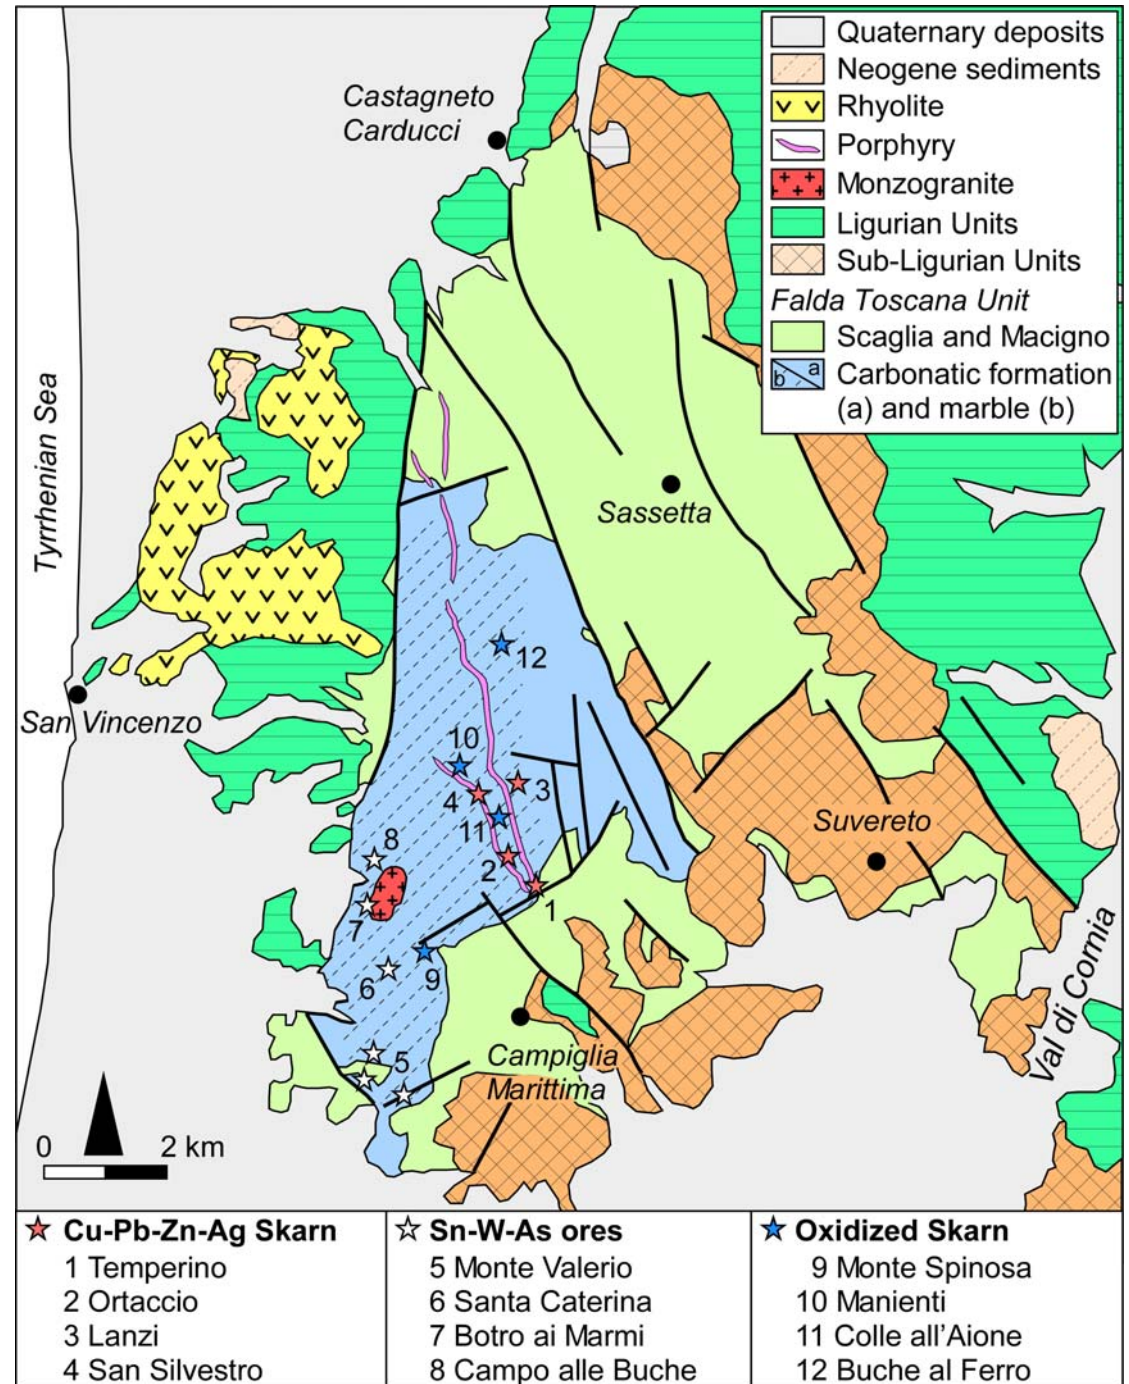 Quaternary deposits
Neogene sediments
Rhyolite
Porphyry
Monzogranite
Ligurian Units
Sub-Ligurian Units
Falda Toscana Unit
Scaglia and Macigno
b a Carbonatic formation
(a) and marble (b)
Castagneto
Carducci
Tyrrhenian Sea
Sassetta
12
San Vincenzo
10
4
3
11
Suvereto
8
2
1
7
9
6
Val di Cornia
5
Campiglia
Marittima
0 2 km
Cu-Pb-Zn-Ag Skarn
1 Temperino
2 Ortaccio
3 Lanzi
4 San Silvestro
Sn-W-As ores
5 Monte Valerio
6 Santa Caterina
7 Botro ai Marmi
8 Campo alle Buche
Oxidized Skarn
9 Monte Spinosa
10 Manienti
11 Colle all'Aione
12 Buche al Ferro